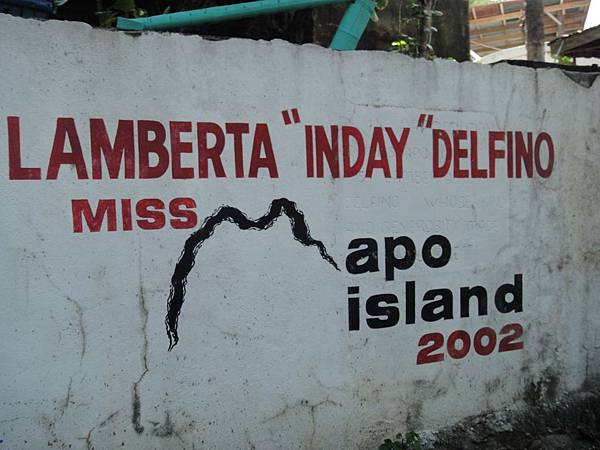 LAMBERTA "INDAY" DELFINO
MISS
apo
island
2002